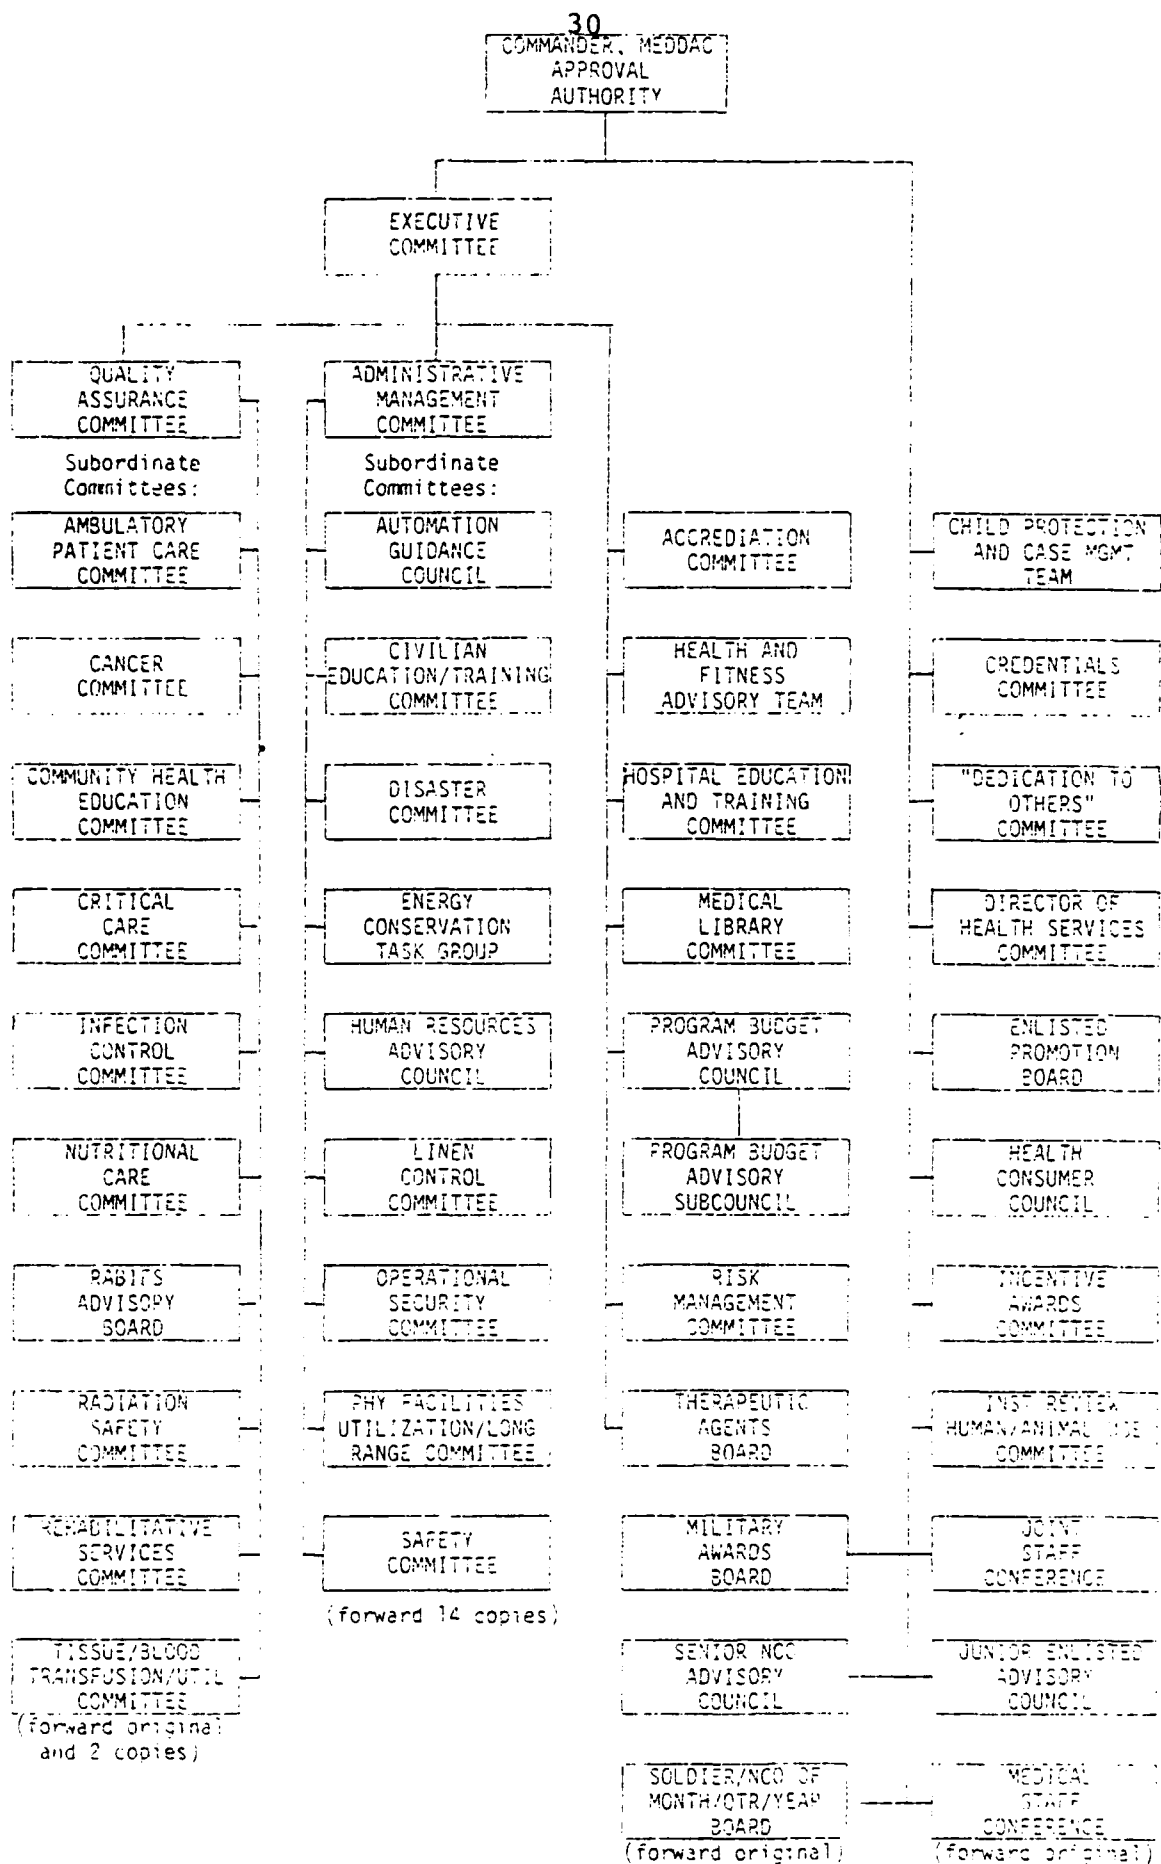 30
COMMANDER, MEDDAC
APPROVAL
AUTHORITY
EXECUTIVE
COMMITTEE
QUALITY
ASSURANCE
COMMITTEE
Subordinate
Committees:
AMBULATORY
PATIENT CARE
COMMITTEE
CANCER
COMMITTEE
COMMUNITY HEALTH
EDUCATION
COMMITTEE
CRITICAL
CARE
COMMITTEE
INFECTION
CONTROL
COMMITTEE
NUTRITIONAL
CARE
COMMITTEE
RABIES
ADVISORY
BOARD
RADIATION
SAFETY
COMMITTEE
REHABILITATIVE
SERVICES
COMMITTEE
TISSUE/BLOOD
TRANSFUSION/UTIL
COMMITTEE
(forward original
and 2 copies)
ADMINISTRATIVE
MANAGEMENT
COMMITTEE
Subordinate
Committees:
AUTOMATION
GUIDANCE
COUNCIL
CIVILIAN
EDUCATION/TRAINING
COMMITTEE
DISASTER
COMMITTEE
ENERGY
CONSERVATION
TASK GROUP
HUMAN RESOURCES
ADVISORY
COUNCIL
LINEN
CONTROL
COMMITTEE
OPERATIONAL
SECURITY
COMMITTEE
PHY FACILITIES
UTILIZATION/LONG
RANGE COMMITTEE
SAFETY
COMMITTEE
(forward 14 copies)
ACCREDIATION
COMMITTEE
HEALTH AND
FITNESS
ADVISORY TEAM
HOSPITAL EDUCATION
AND TRAINING
COMMITTEE
MEDICAL
LIBRARY
COMMITTEE
PROGRAM BUDGET
ADVISORY
COUNCIL
PROGRAM BUDGET
ADVISORY
SUBCOUNCIL
RISK
MANAGEMENT
COMMITTEE
THERAPEUTIC
AGENTS
BOARD
MILITARY
AWARDS
BOARD
SENIOR NCO
ADVISORY
COUNCIL
SOLDIER/NCO OF
MONTH/QTR/YEAR
BOARD
(forward original)
CHILD PROTECTION
AND CASE MGMT
TEAM
CREDENTIALS
COMMITTEE
"DEDICATION TO
OTHERS"
COMMITTEE
DIRECTOR OF
HEALTH SERVICES
COMMITTEE
ENLISTED
PROMOTION
BOARD
HEALTH
CONSUMER
COUNCIL
INCENTIVE
AWARDS
COMMITTEE
INST REVIEW
HUMAN/ANIMAL USE
COMMITTEE
JOINT
STAFF
CONFERENCE
JUNIOR ENLISTED
ADVISORY
COUNCIL
MEDICAL
STAFF
CONFERENCE
(forward original)